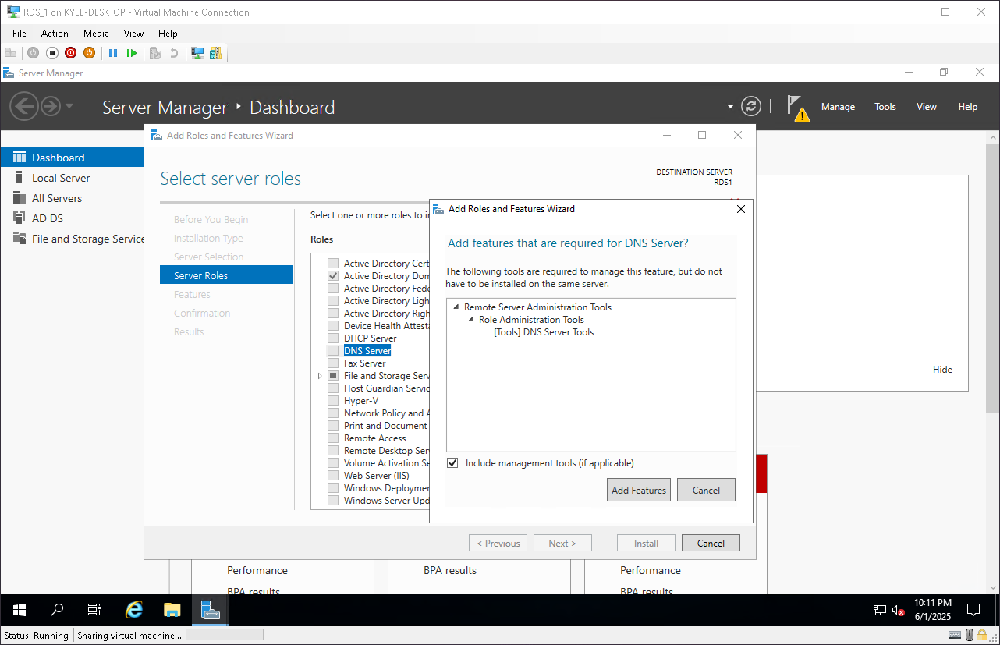 RDS_1 on KYLE-DESKTOP - Virtual Machine Connection
File Action Media View Help
Server Manager
Server Manager Dashboard
Manage Tools View Help
Dashboard
Local Server
All Servers
AD DS
File and Storage Service
Add Roles and Features Wizard
Select server roles
DESTINATION SERVER
RDS1
Before You Begin
Installation Type
Server Selection
Server Roles
Features
Confirmation
Results
Select one or more roles to in
Roles
Active Directory Cert
Active Directory Dom
Active Directory Fede
Active Directory Ligh
Active Directory Righ
Device Health Attesta
DHCP Server
DNS Server
Fax Server
File and Storage Serv
Host Guardian Servic
Hyper-V
Network Policy and A
Print and Document
Remote Access
Remote Desktop Ser
Volume Activation Se
Web Server (IIS)
Windows Deploymen
Windows Server Upd
< Previous Next > Install Cancel
Add Roles and Features Wizard
Add features that are required for DNS Server?
The following tools are required to manage this feature, but do not
have to be installed on the same server.
Remote Server Administration Tools
Role Administration Tools
[Tools] DNS Server Tools
Include management tools (if applicable)
Add Features Cancel
Hide
Performance BPA results Performance
BPA results BPA results
10:11 PM
6/1/2025
Status: Running Sharing virtual machine...